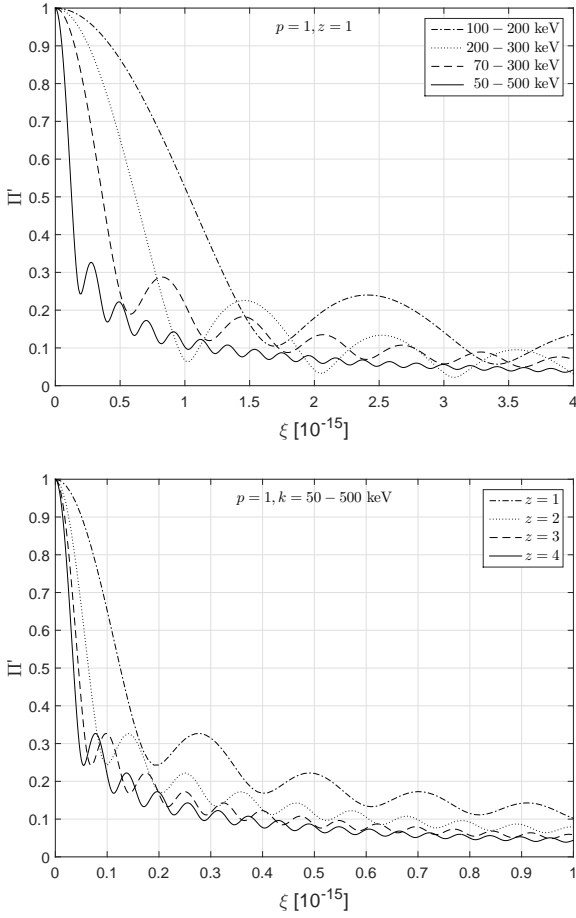 p = 1, z = 1
100 − 200 keV
200 − 300 keV
70 − 300 keV
50 − 500 keV
1
0.9
0.8
0.7
0.6
0.5
0.4
0.3
0.2
0.1
0
Π'
0 0.5 1 1.5 2 2.5 3 3.5 4
ξ [10⁻¹⁵]
p = 1, k = 50 − 500 keV
z = 1
z = 2
z = 3
z = 4
1
0.9
0.8
0.7
0.6
0.5
0.4
0.3
0.2
0.1
0
Π'
0 0.1 0.2 0.3 0.4 0.5 0.6 0.7 0.8 0.9 1
ξ [10⁻¹⁵]